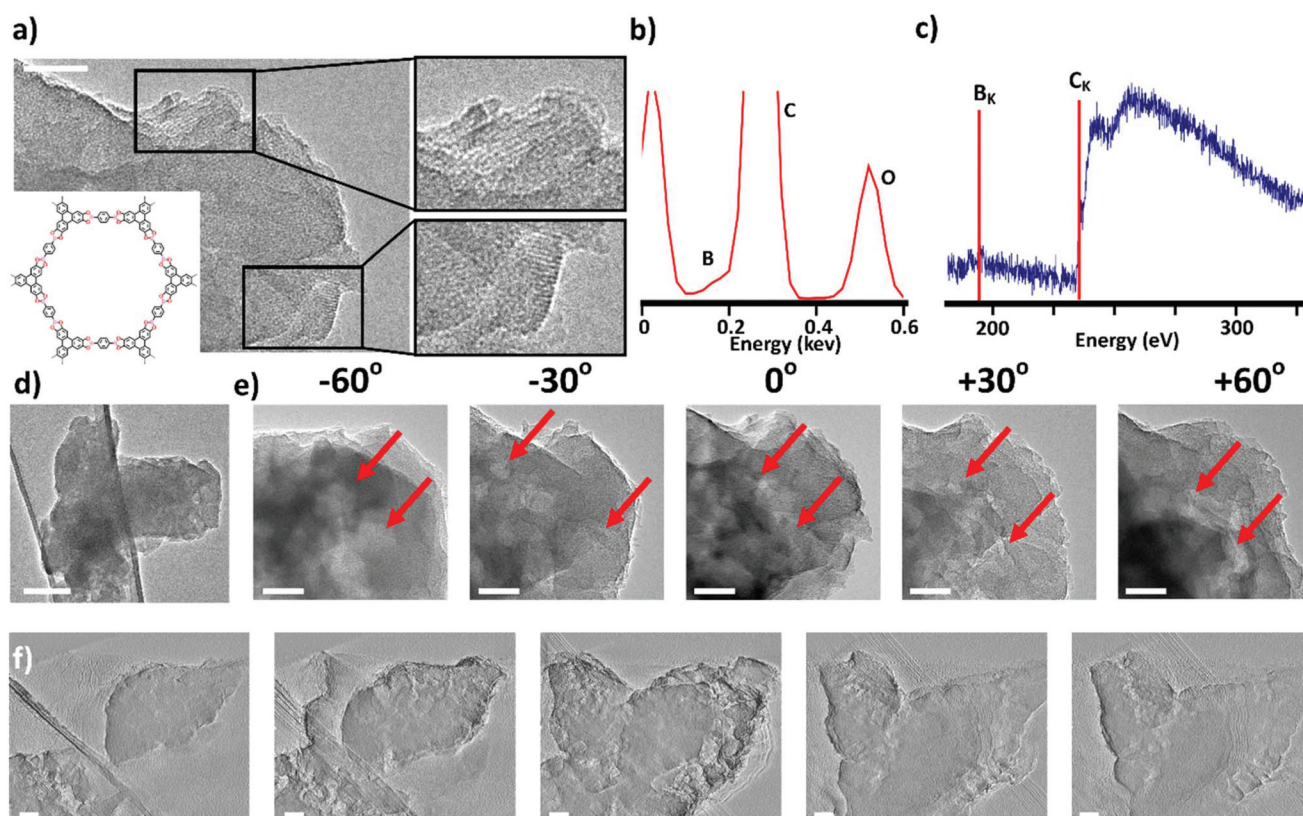 a)
b)
B
C
O
0 0.2 0.4 0.6
Energy (kev)
c)
B_K C_K
200 300
Energy (eV)
d)
e)
-60° -30° 0° +30° +60°
f)